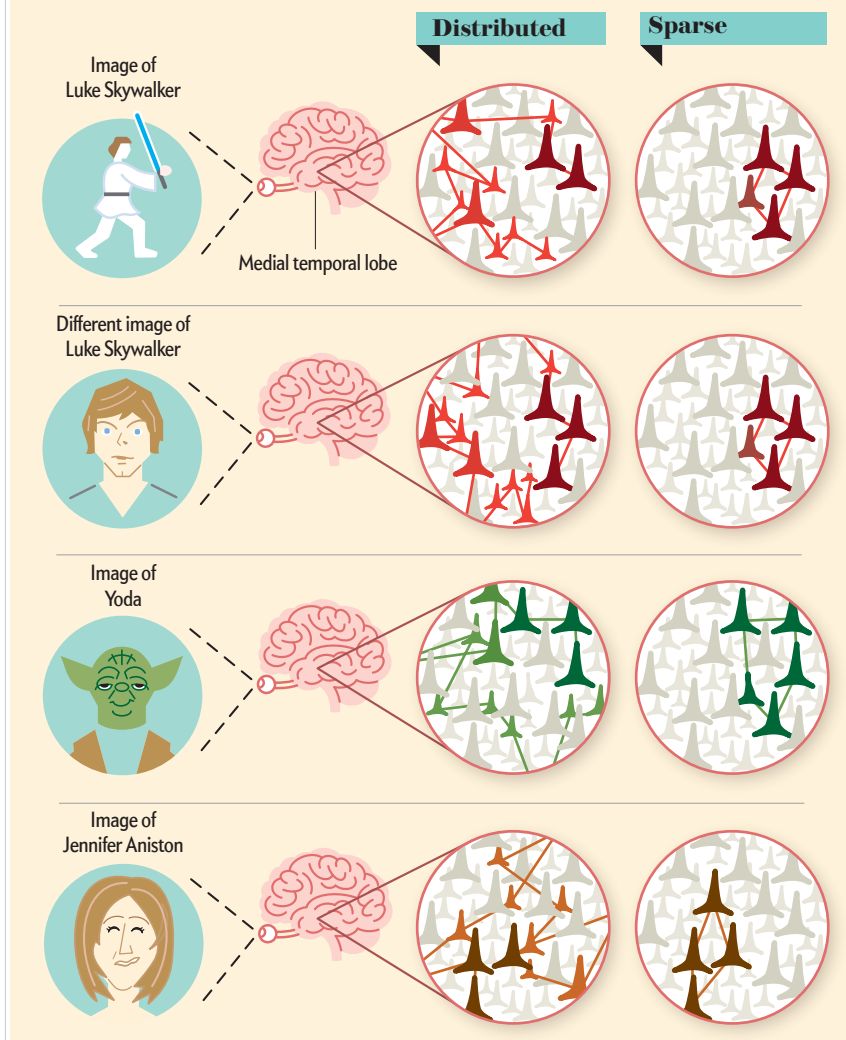 Distributed
Sparse
Image of
Luke Skywalker
Medial temporal lobe
Different image of
Luke Skywalker
Image of
Yoda
Image of
Jennifer Aniston